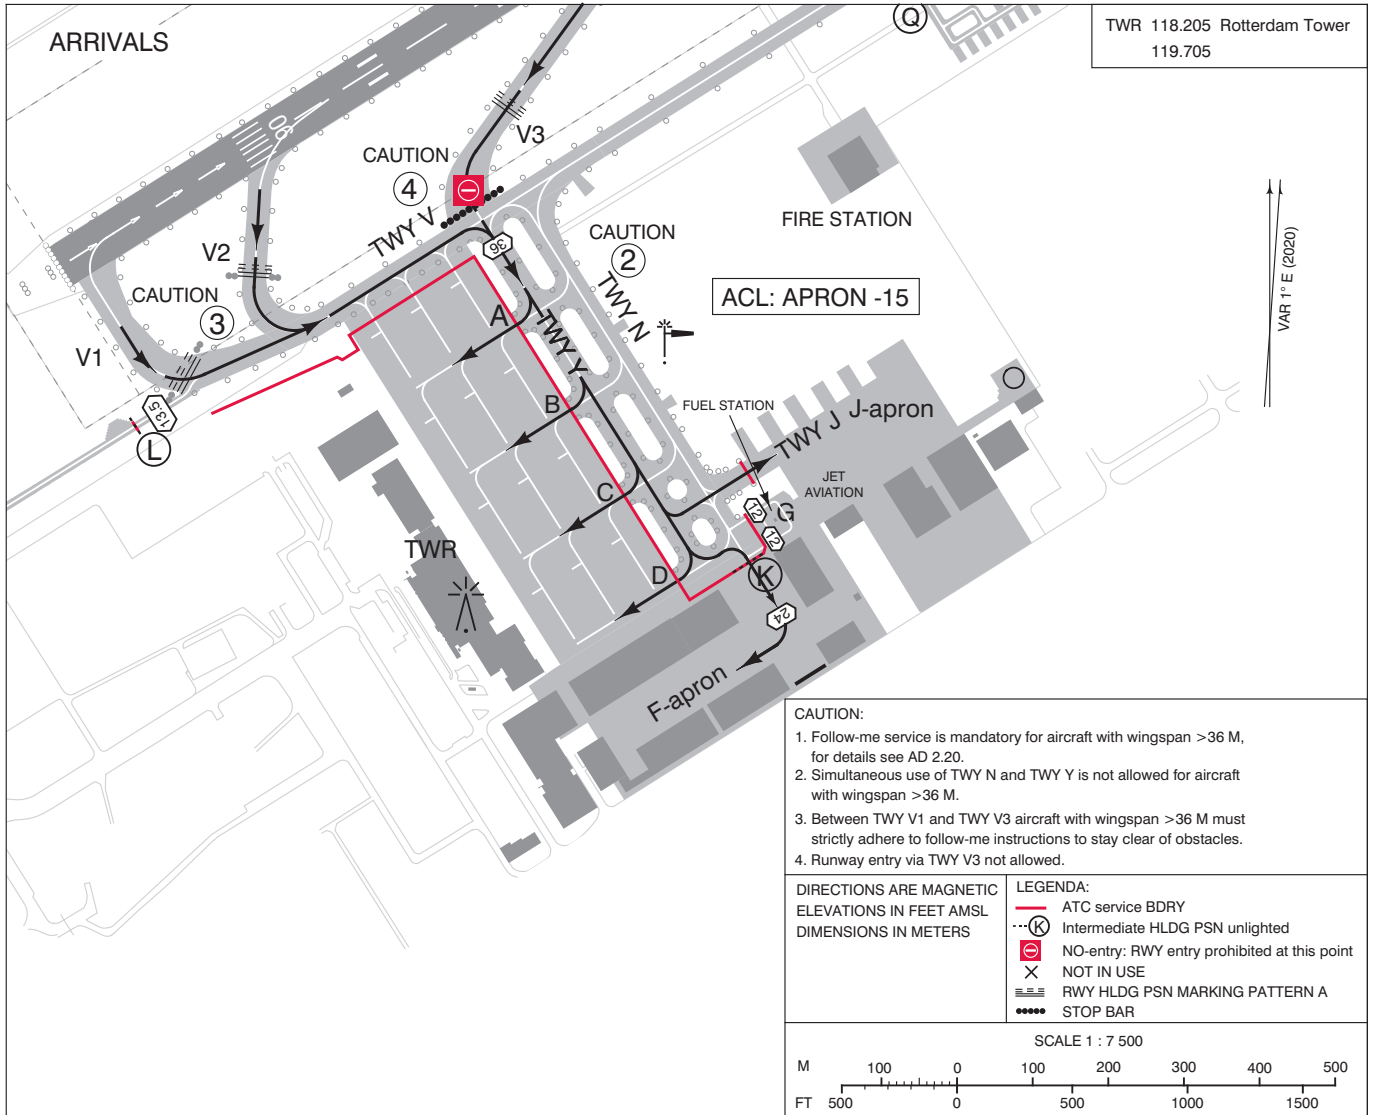 ARRIVALS
Q
TWR 118.205 Rotterdam Tower
119.705
06
V3
CAUTION
4
TWY V
36
CAUTION
2
TWY N
FIRE STATION
VAR 1° E (2020)
V2
CAUTION
3
ACL: APRON -15
A
TWY Y
V1
13.5
L
B
FUEL STATION
J-apron
TWY J
JET
AVIATION
C
12
G
12
TWR
D
K
24
F-apron
CAUTION:
1. Follow-me service is mandatory for aircraft with wingspan >36 M,
for details see AD 2.20.
2. Simultaneous use of TWY N and TWY Y is not allowed for aircraft
with wingspan >36 M.
3. Between TWY V1 and TWY V3 aircraft with wingspan >36 M must
strictly adhere to follow-me instructions to stay clear of obstacles.
4. Runway entry via TWY V3 not allowed.
DIRECTIONS ARE MAGNETIC
ELEVATIONS IN FEET AMSL
DIMENSIONS IN METERS
LEGENDA:
ATC service BDRY
K Intermediate HLDG PSN unlighted
NO-entry: RWY entry prohibited at this point
NOT IN USE
RWY HLDG PSN MARKING PATTERN A
STOP BAR
SCALE 1 : 7 500
M 100 0 100 200 300 400 500
FT 500 0 500 1000 1500